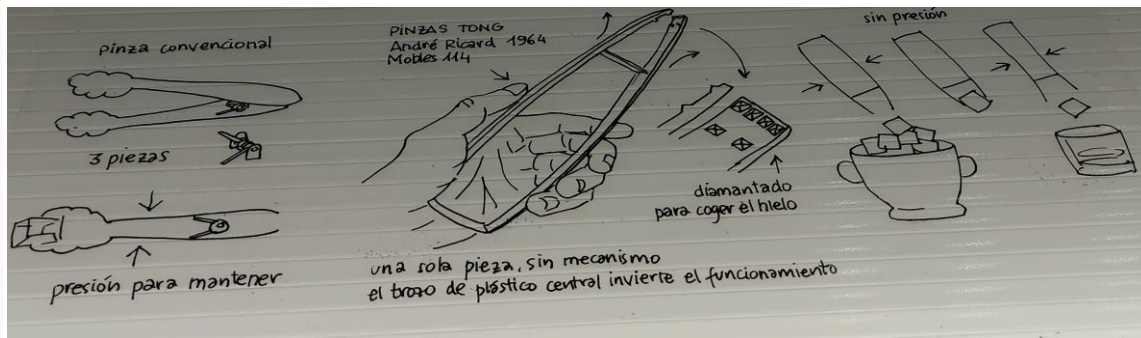 pinza convencional
3 piezas
presión para mantener
PINZAS TONG
André Ricard 1964
Mobles 114
una sola pieza, sin mecanismo
el trozo de plástico central invierte el funcionamiento
diamantado
para coger el hielo
sin presión